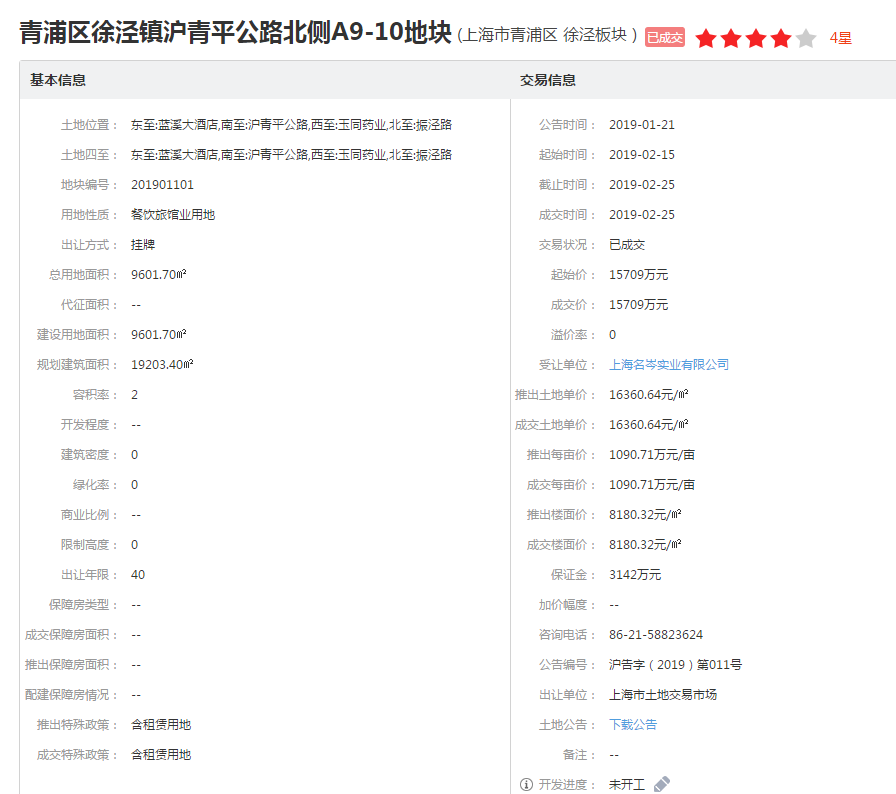 青浦区徐泾镇沪青平公路北侧A9-10地块 (上海市青浦区 徐泾板块 ) 已成交 4星
基本信息
土地位置： 东至:蓝溪大酒店,南至:沪青平公路,西至:玉同药业,北至:振泾路
土地四至： 东至:蓝溪大酒店,南至:沪青平公路,西至:玉同药业,北至:振泾路
地块编号： 201901101
用地性质： 餐饮旅馆业用地
出让方式： 挂牌
总用地面积： 9601.70㎡
代征面积： --
建设用地面积： 9601.70㎡
规划建筑面积： 19203.40㎡
容积率： 2
开发程度： --
建筑密度： 0
绿化率： 0
商业比例： --
限制高度： 0
出让年限： 40
保障房类型： --
成交保障房面积： --
推出保障房面积： --
配建保障房情况： --
推出特殊政策： 含租赁用地
成交特殊政策： 含租赁用地
交易信息
公告时间： 2019-01-21
起始时间： 2019-02-15
截止时间： 2019-02-25
成交时间： 2019-02-25
交易状况： 已成交
起始价： 15709万元
成交价： 15709万元
溢价率： 0
受让单位： 上海名岑实业有限公司
推出土地单价： 16360.64元/㎡
成交土地单价： 16360.64元/㎡
推出每亩价： 1090.71万元/亩
成交每亩价： 1090.71万元/亩
推出楼面价： 8180.32元/㎡
成交楼面价： 8180.32元/㎡
保证金： 3142万元
加价幅度： --
咨询电话： 86-21-58823624
公告编号： 沪告字（2019）第011号
出让单位： 上海市土地交易市场
土地公告： 下载公告
备注： --
开发进度： 未开工